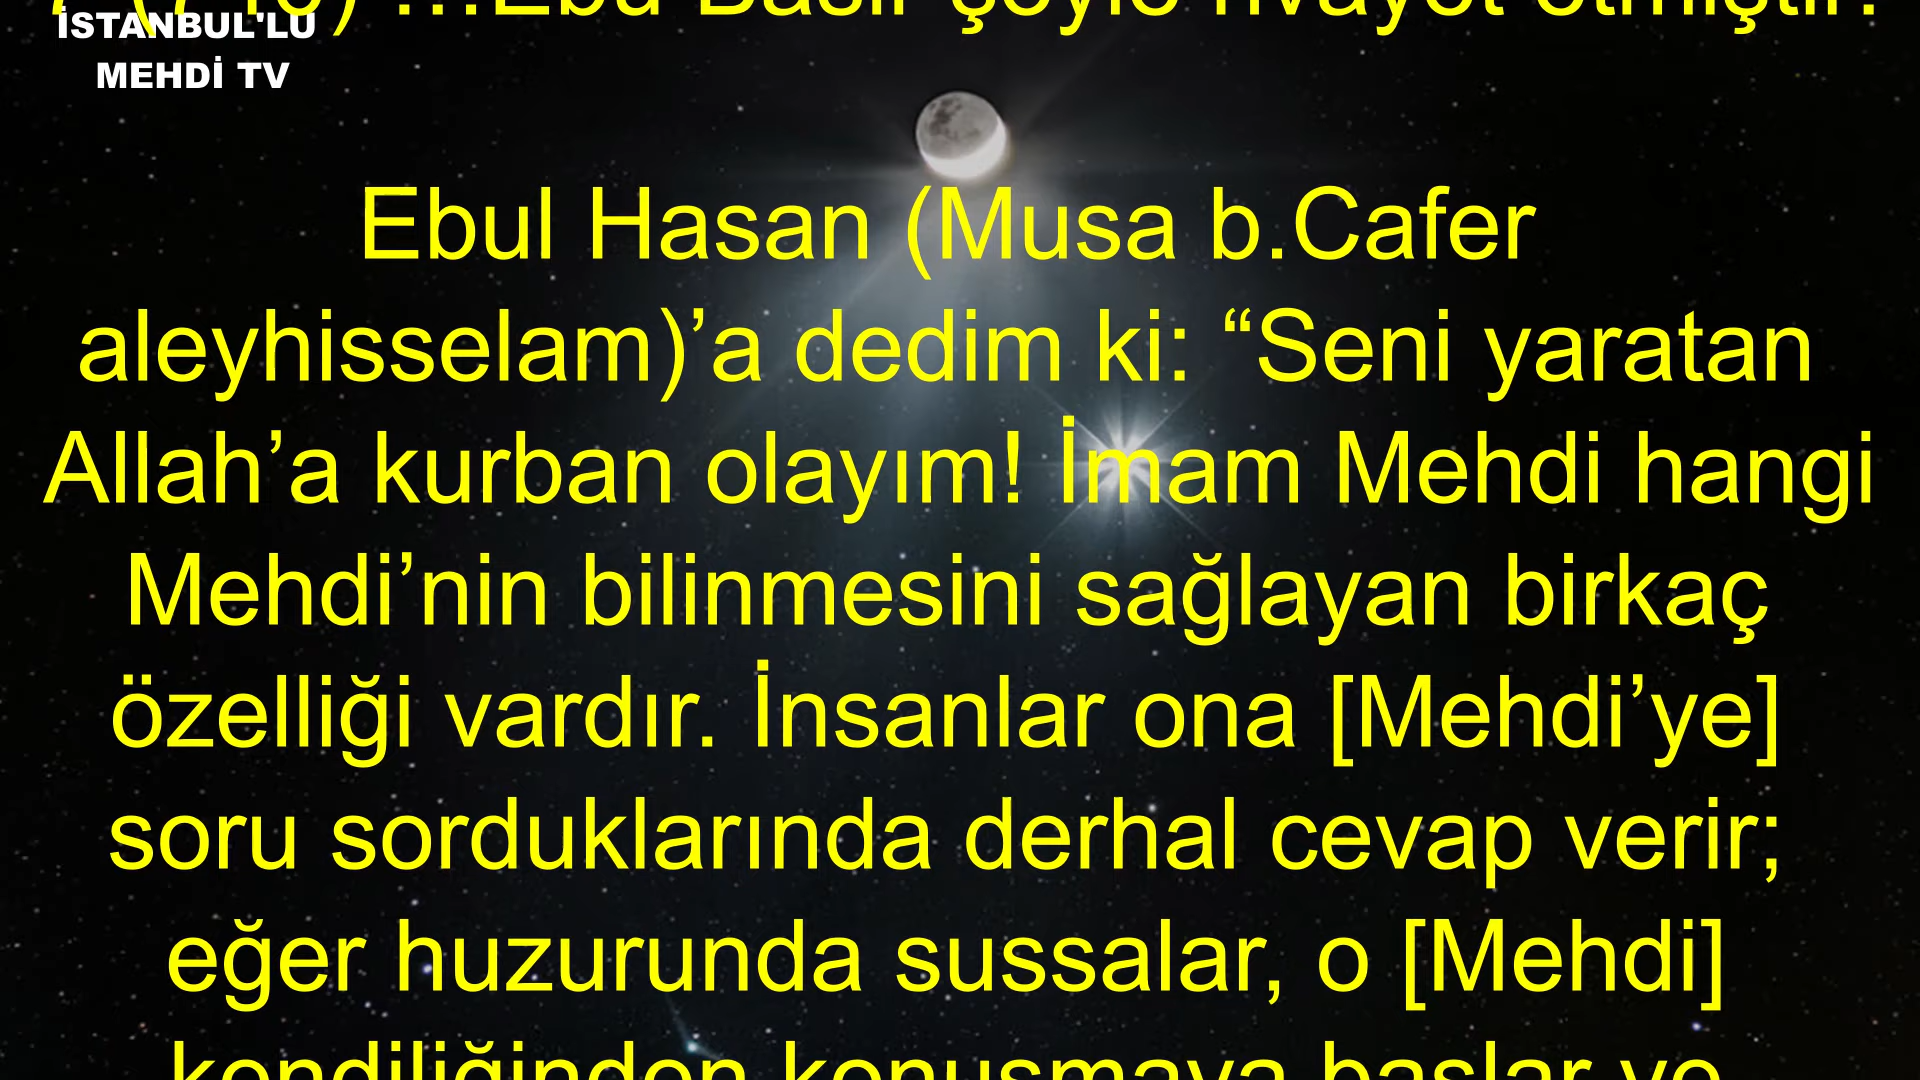 …Ebu Basir şöyle rivayet etmiştir:
İSTANBUL'LU
MEHDİ TV
Ebul Hasan (Musa b.Cafer
aleyhisselam)’a dedim ki: “Seni yaratan
Allah’a kurban olayım! İmam Mehdi hangi
Mehdi’nin bilinmesini sağlayan birkaç
özelliği vardır. İnsanlar ona [Mehdi’ye]
soru sorduklarında derhal cevap verir;
eğer huzurunda sussalar, o [Mehdi]
kendiliğinden konuşmaya başlar ve